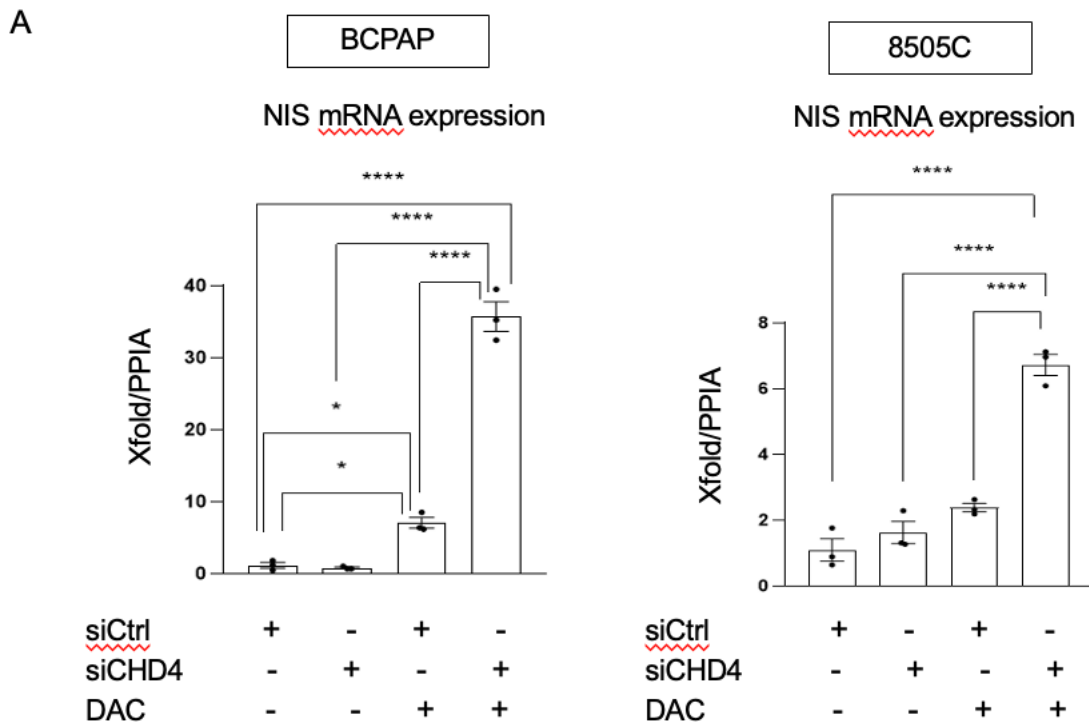 A
BCPAP
NIS mRNA expression
****
****
****
*
*
Xfold/PPIA
40
30
20
10
0
siCtrl + - + -
siCHD4 - + - +
DAC - - + +
8505C
NIS mRNA expression
****
****
****
Xfold/PPIA
8
6
4
2
0
siCtrl + - + -
siCHD4 - + - +
DAC - - + +